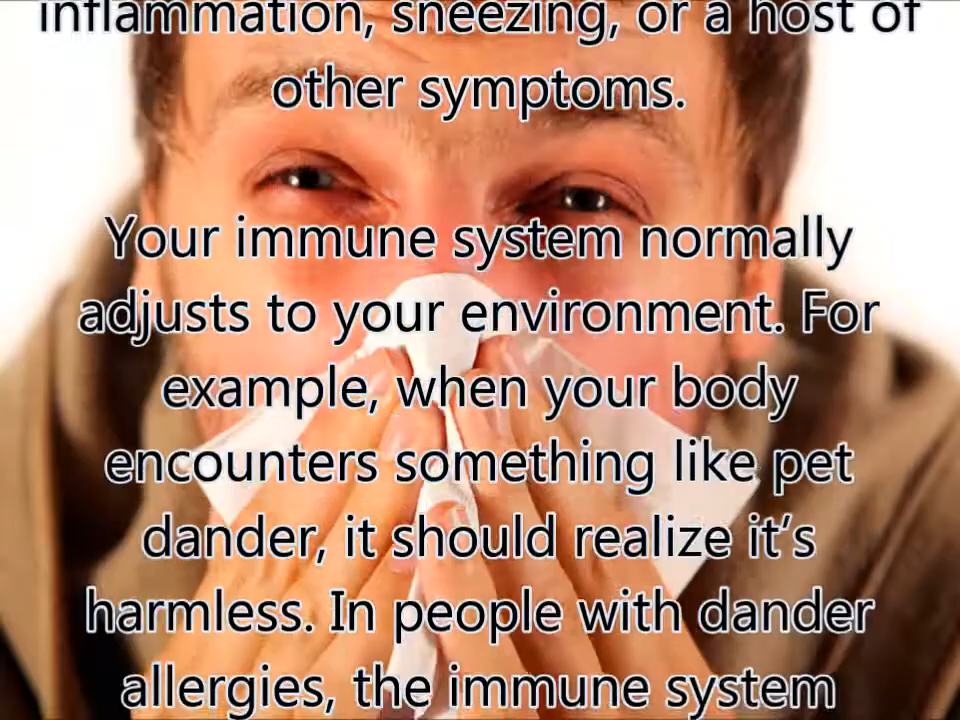 inflammation, sneezing, or a host of
other symptoms.
Your immune system normally
adjusts to your environment. For
example, when your body
encounters something like pet
dander, it should realize it’s
harmless. In people with dander
allergies, the immune system